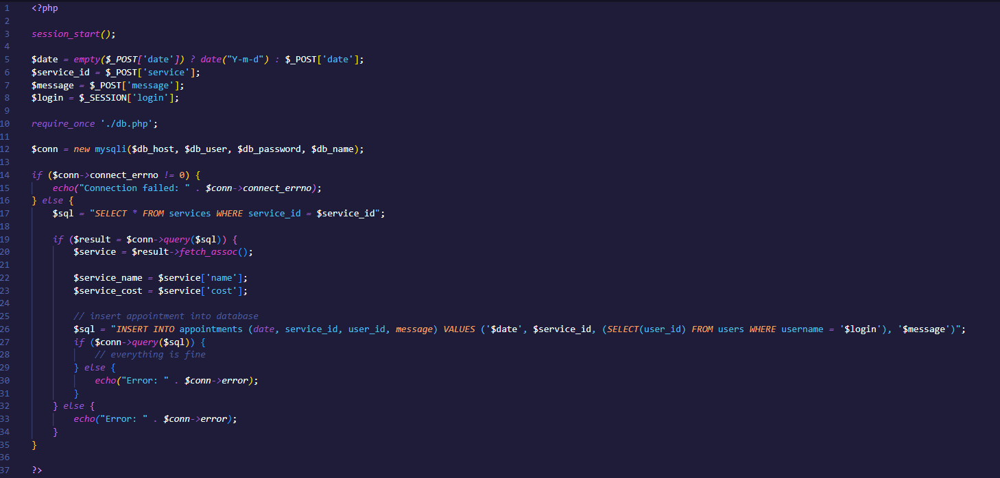 1 <?php
2
3 session_start();
4
5 $date = empty($_POST['date']) ? date("Y-m-d") : $_POST['date'];
6 $service_id = $_POST['service'];
7 $message = $_POST['message'];
8 $login = $_SESSION['login'];
9
10 require_once './db.php';
11
12 $conn = new mysqli($db_host, $db_user, $db_password, $db_name);
13
14 if ($conn->connect_errno != 0) {
15     echo("Connection failed: " . $conn->connect_errno);
16 } else {
17     $sql = "SELECT * FROM services WHERE service_id = $service_id";
18
19     if ($result = $conn->query($sql)) {
20         $service = $result->fetch_assoc();
21
22         $service_name = $service['name'];
23         $service_cost = $service['cost'];
24
25         // insert appointment into database
26         $sql = "INSERT INTO appointments (date, service_id, user_id, message) VALUES ('$date', $service_id, (SELECT(user_id) FROM users WHERE username = '$login'), '$message')";
27         if ($conn->query($sql)) {
28             // everything is fine
29         } else {
30             echo("Error: " . $conn->error);
31         }
32     } else {
33         echo("Error: " . $conn->error);
34     }
35 }
36
37 ?>